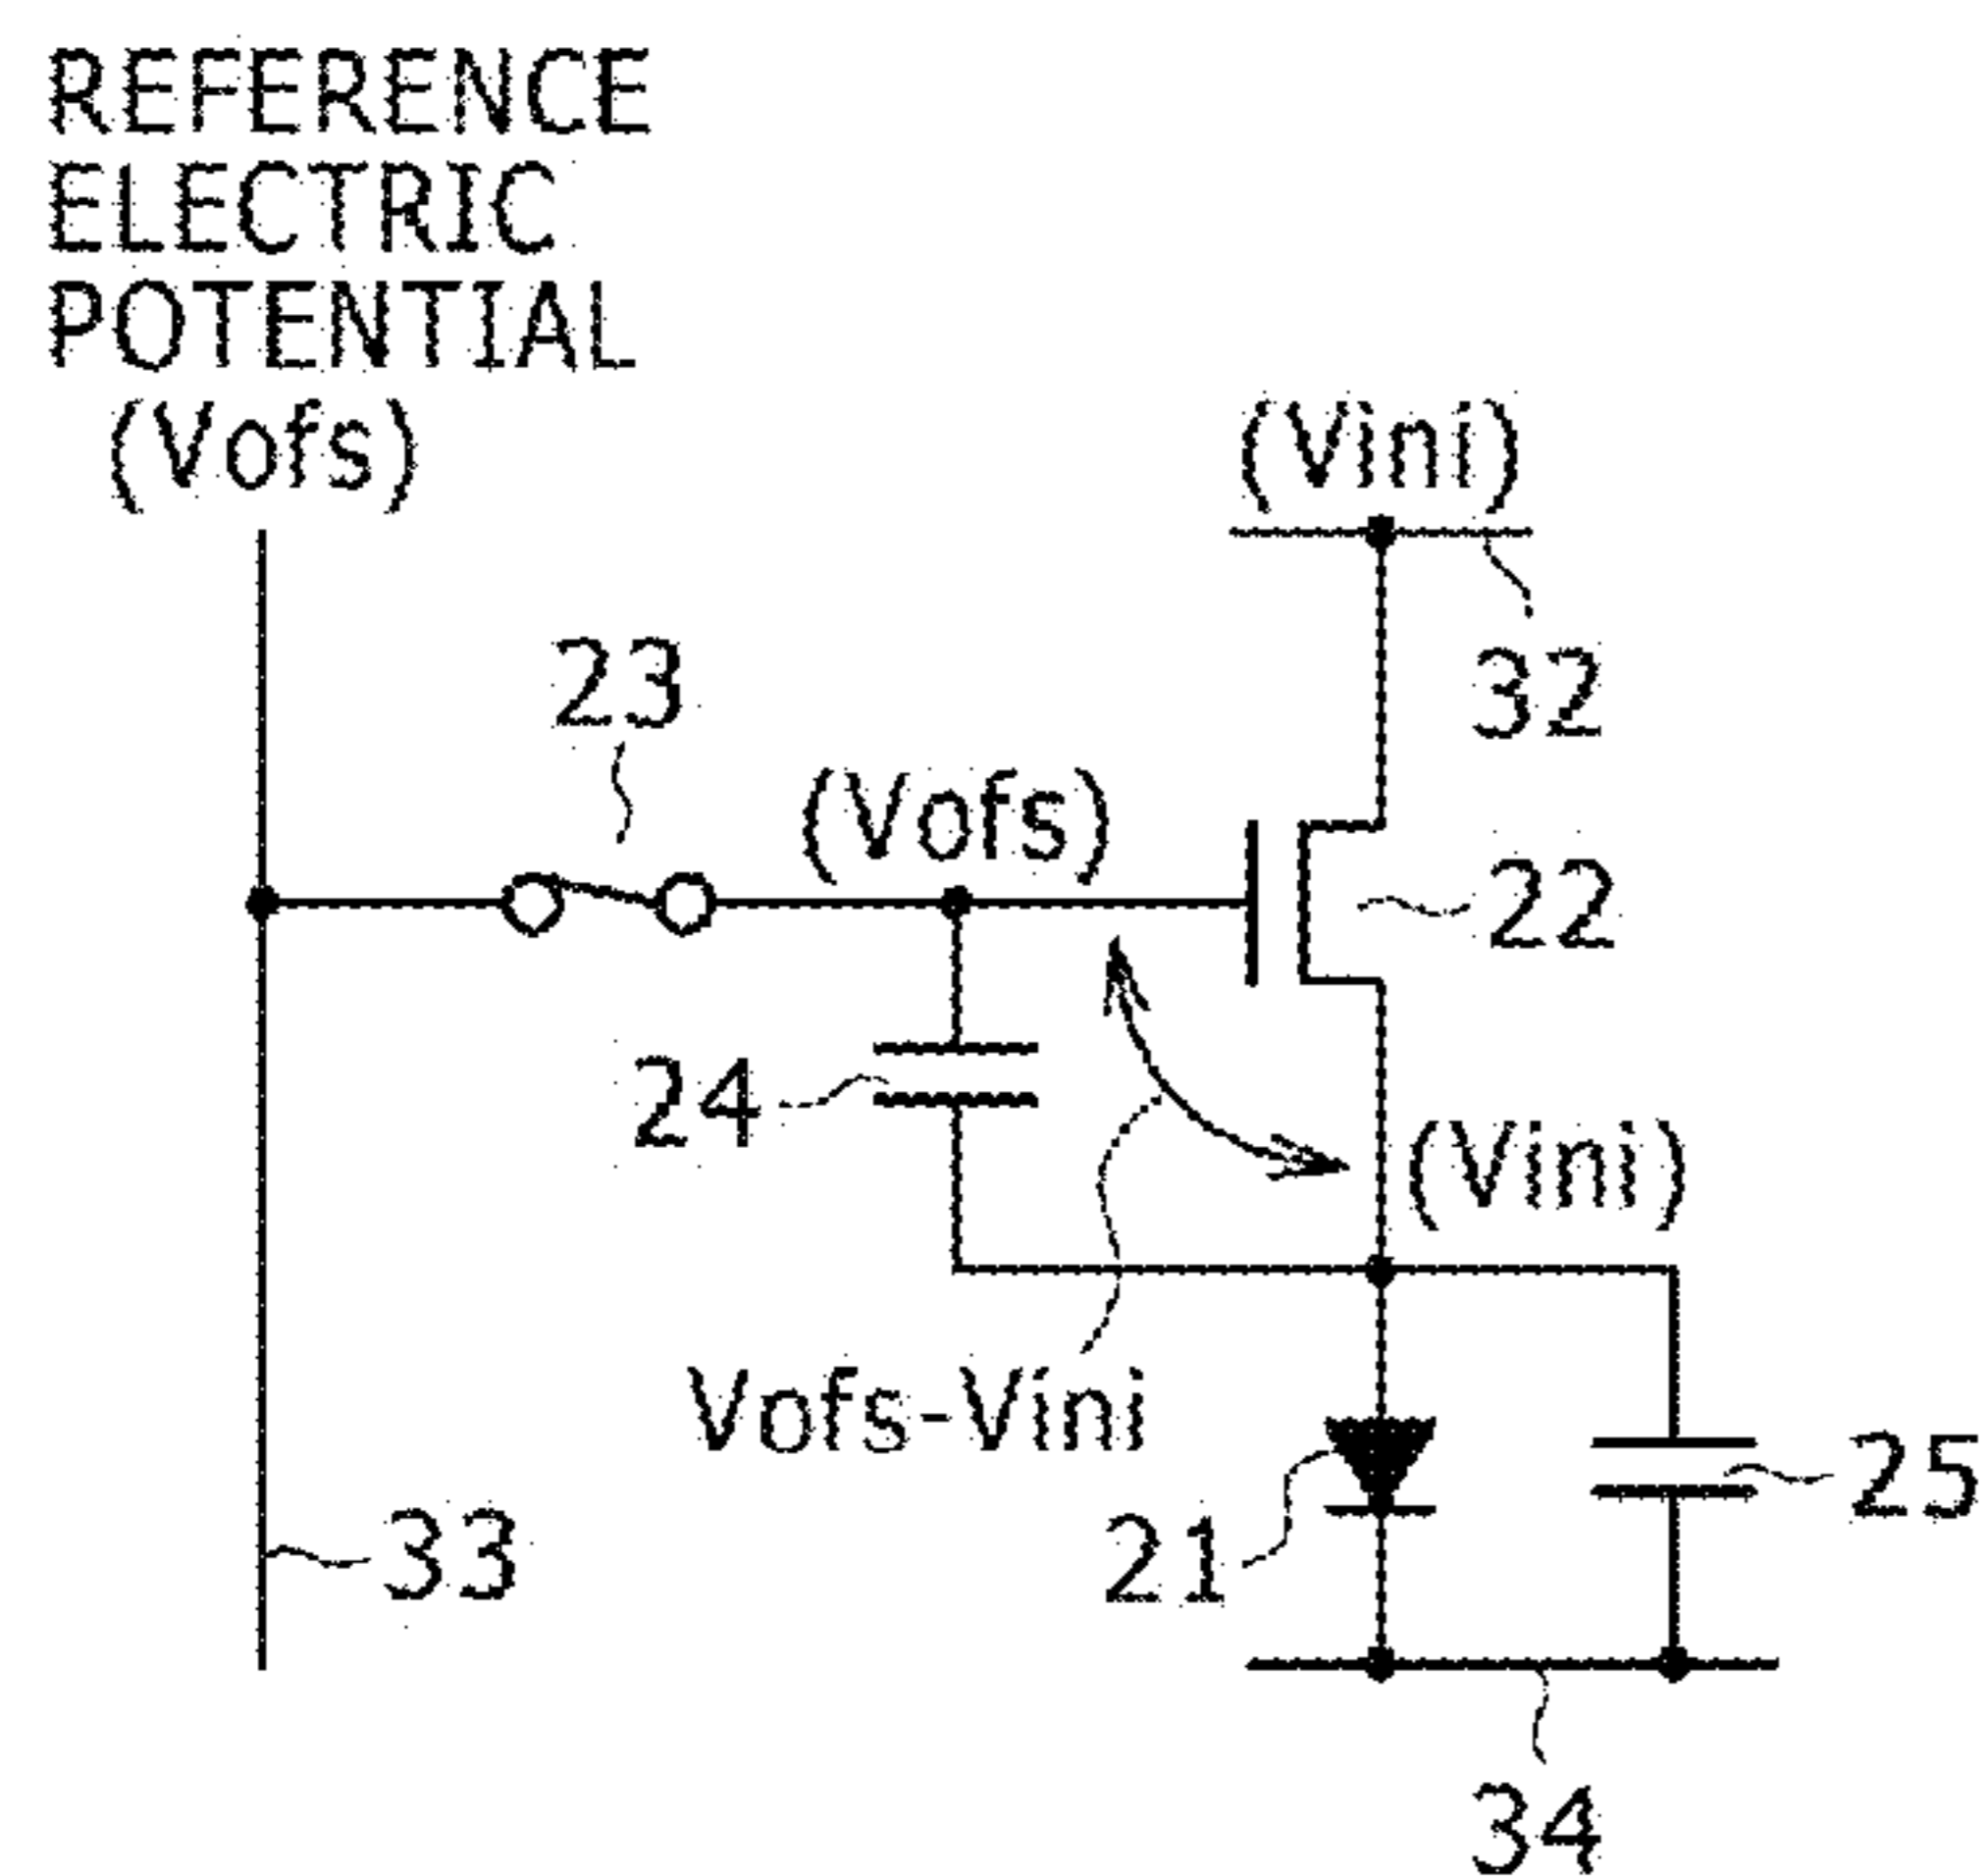 REFERENCE
ELECTRIC
POTENTIAL
(Vofs)
(Vini)
32
23
(Vofs)
22
24
(Vini)
Vofs-Vini
25
21
33
34